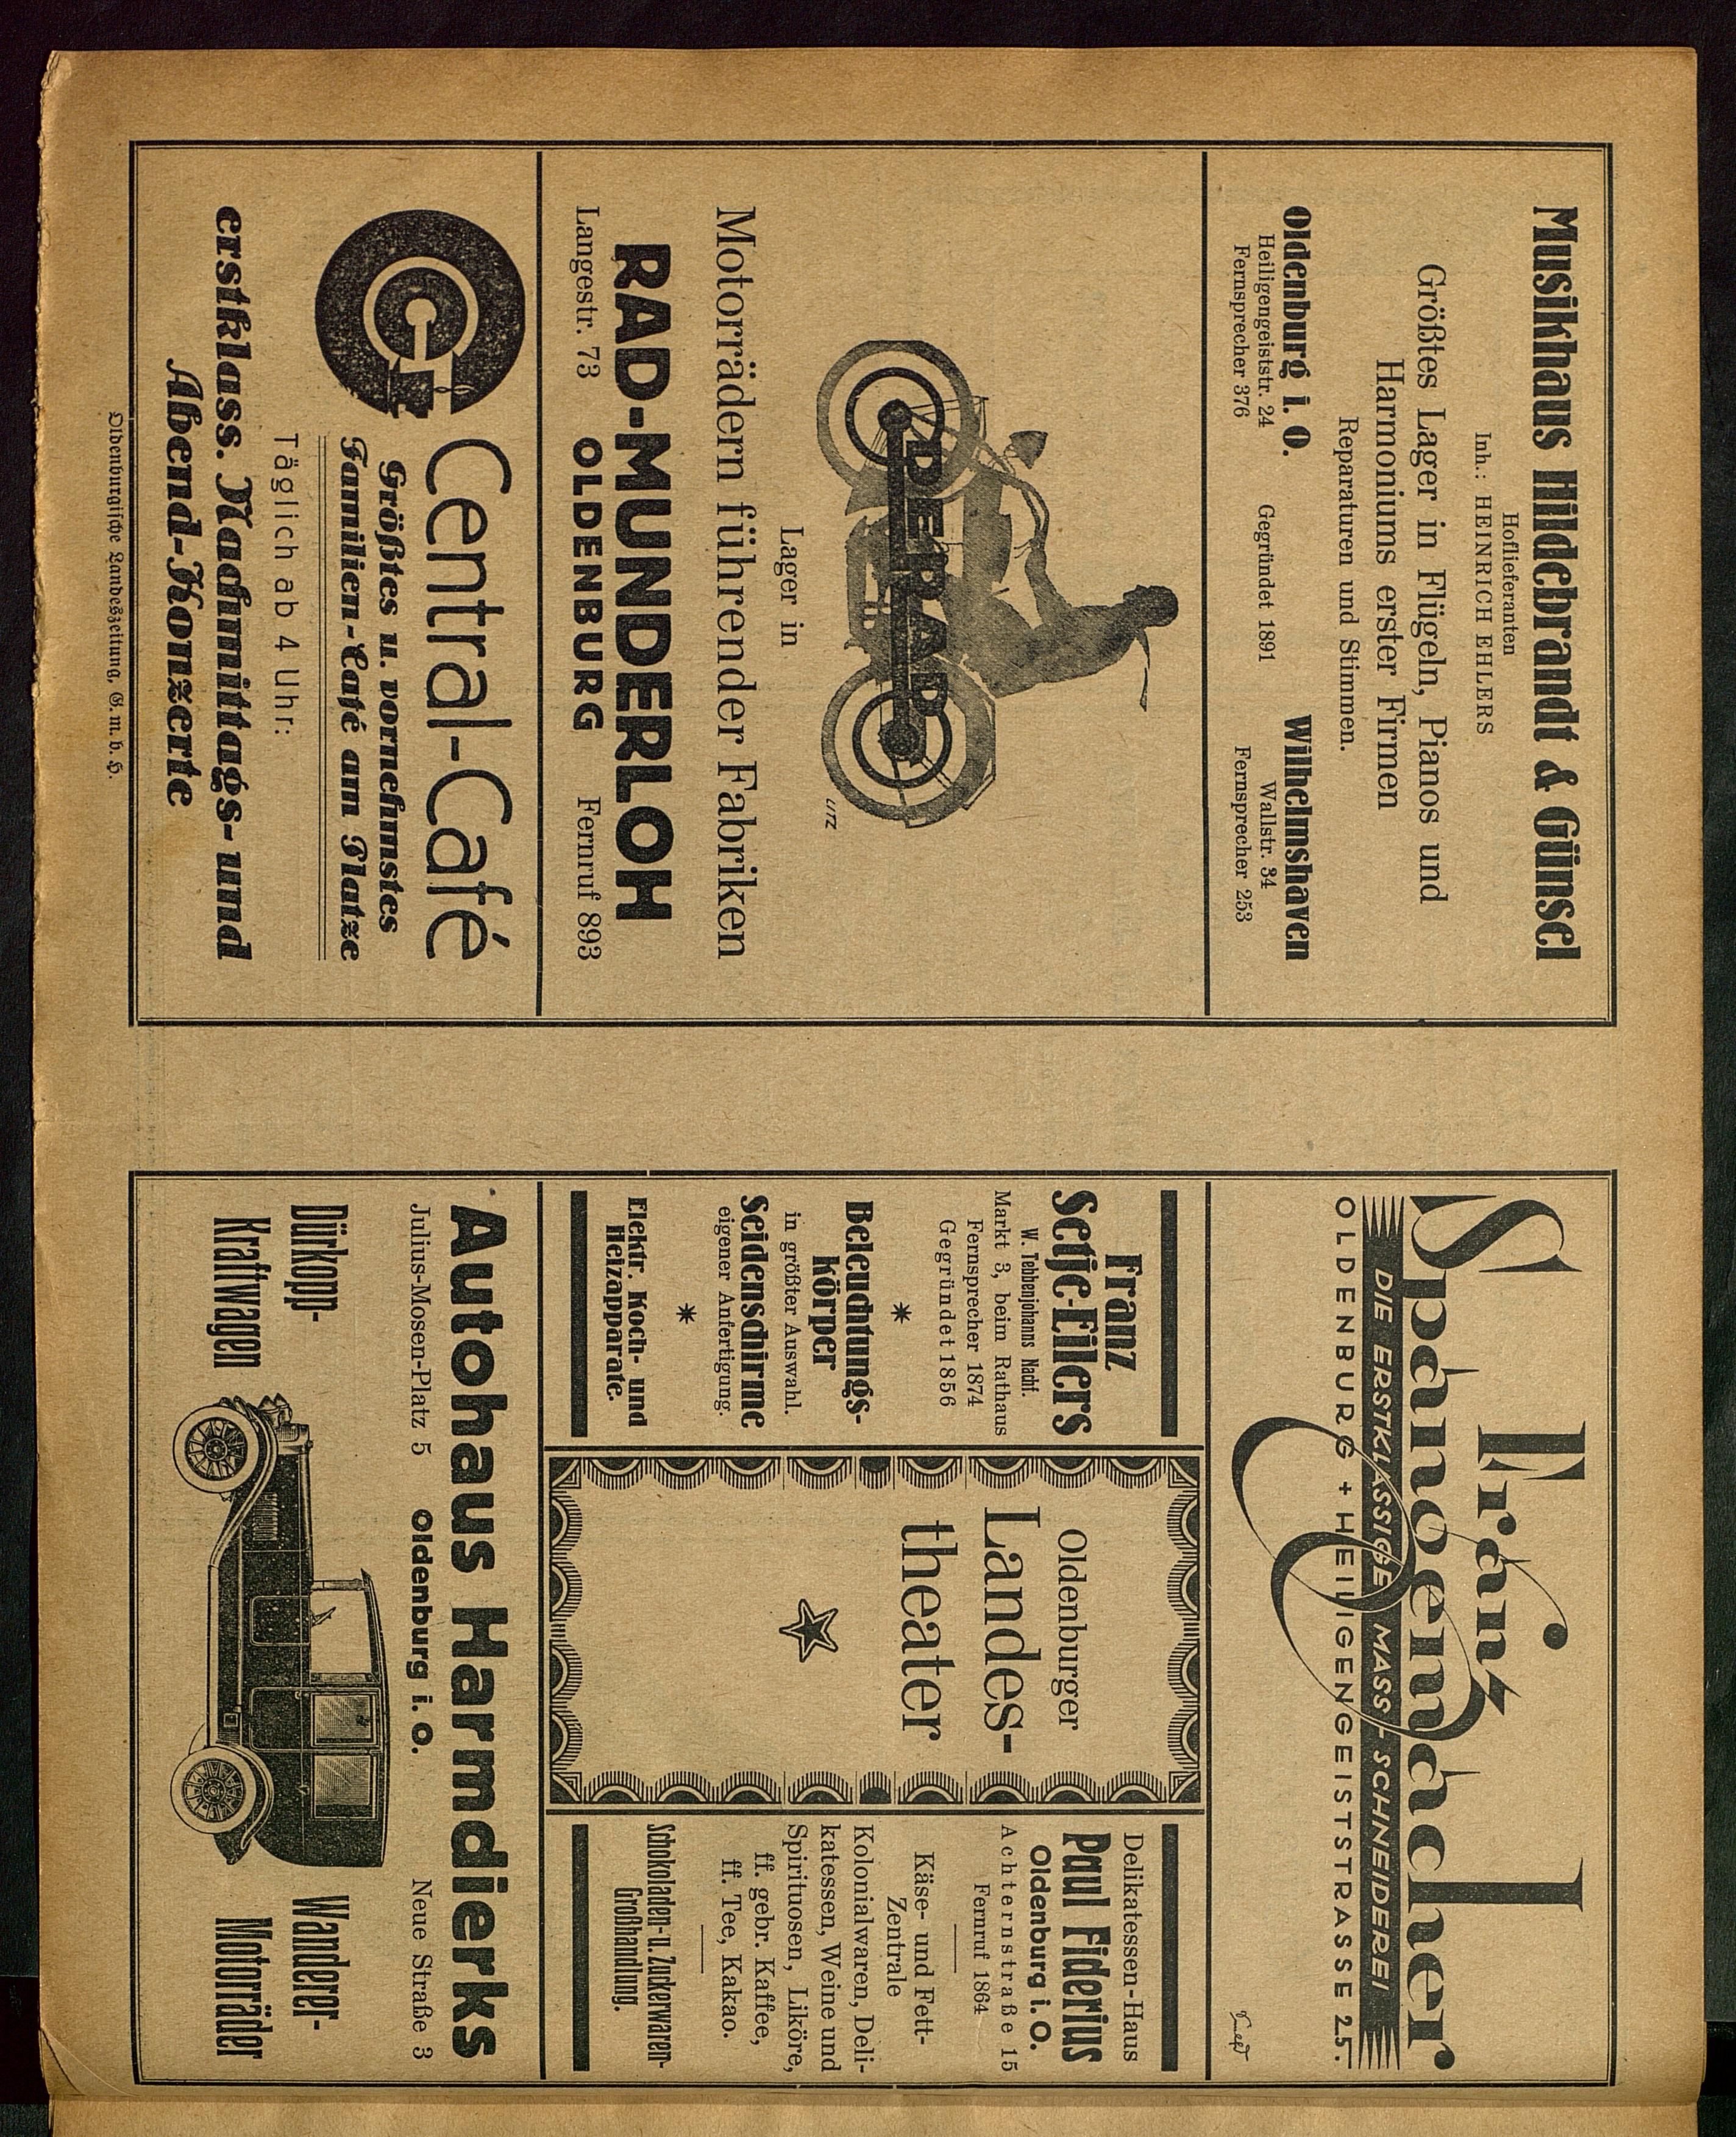 Musikhaus Hildebrandt & Günsel
Hoflieferanten
Inh.: HEINRICH EHLERS
Größtes Lager in Flügeln, Pianos und
Harmoniums erster Firmen
Reparaturen und Stimmen.
Oldenburg i. O. Wilhelmshaven
Heiligengeiststr. 24 Gegründet 1891 Wallstr. 34
Fernsprecher 376 Fernsprecher 253
DERAD
UTZ
Lager in
Motorrädern führender Fabriken
RAD-MUNDERLOH
Langestr. 73 OLDENBURG Fernruf 893
Central-Café
Größtes u. vornehmstes
Familien-Café am Platze
Täglich ab 4 Uhr:
erstklass. Nachmittags- und
Abend-Konzerte
Oldenburgische Landeszeitung, G. m. b. H.
Franz
Spannemacher
DIE ERSTKLASSIGE MASS-SCHNEIDEREI
OLDENBURG + HEILIGENGEISTSTRASSE 25.
Franz
Setje-Eilers
W. Tebbenjohanns Nachf.
Markt 3, beim Rathaus
Fernsprecher 1874
Gegründet 1856
Beleuchtungs-
körper
in größter Auswahl.
Seidenschirme
eigener Anfertigung.
Elektr. Koch- und
Heizapparate.
Oldenburger
Landes-
theater
Delikatessen-Haus
Paul Fiderius
Oldenburg i. O.
Achternstraße 15
Fernruf 1864
Käse- und Fett-
Zentrale
Kolonialwaren, Deli-
katessen, Weine und
Spirituosen, Liköre,
ff. gebr. Kaffee,
ff. Tee, Kakao.
Schokoladen- u. Zuckerwaren-
Großhandlung.
Autohaus Harmdierks
Julius-Mosen-Platz 5 Oldenburg i. O. Neue Straße 3
Dürkopp-
Kraftwagen
Wanderer-
Motorräder